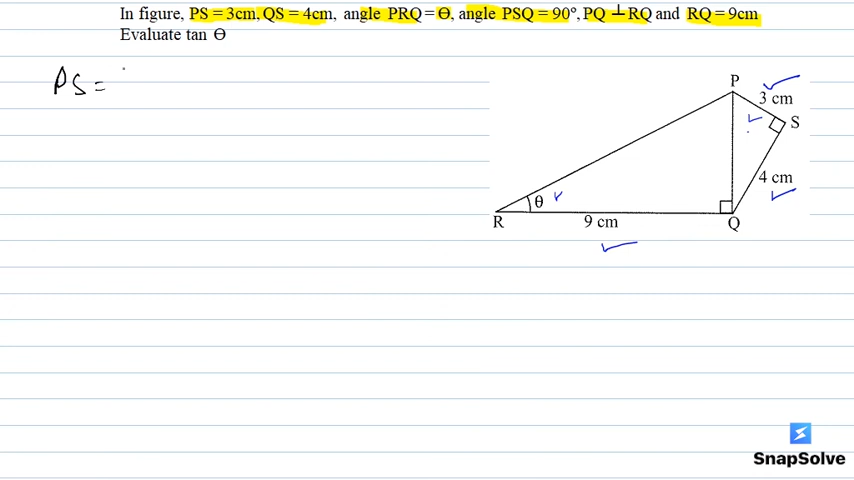 In figure, PS = 3cm, QS = 4cm, angle PRQ = Ɵ, angle PSQ = 90°, PQ ⊥ RQ and RQ = 9cm
Evaluate tan Ɵ
PS =
P
3 cm
S
4 cm
θ
R
9 cm
Q
SnapSolve